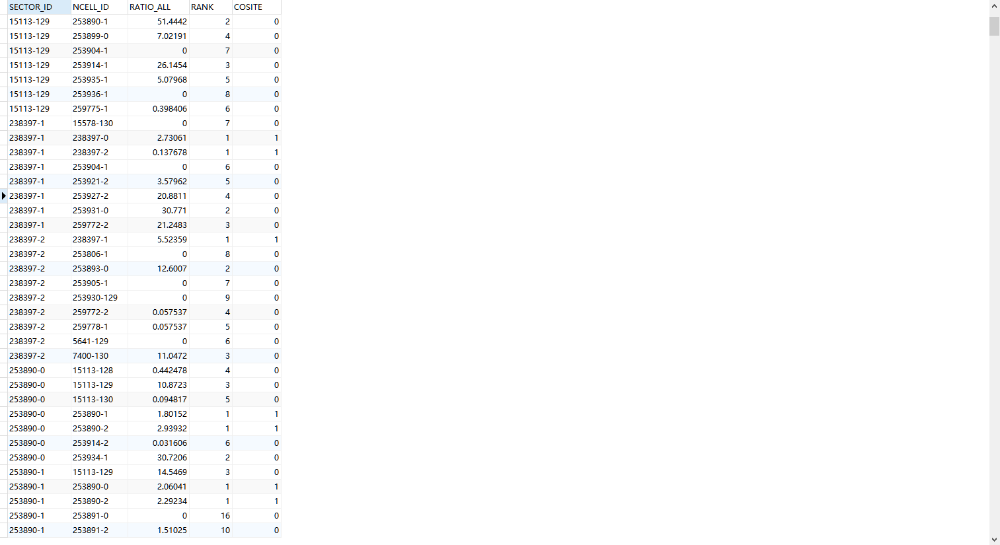 SECTOR_ID NCELL_ID RATIO_ALL RANK COSITE
15113-129 253890-1 51.4442 2 0
15113-129 253899-0 7.02191 4 0
15113-129 253904-1 0 7 0
15113-129 253914-1 26.1454 3 0
15113-129 253935-1 5.07968 5 0
15113-129 253936-1 0 8 0
15113-129 259775-1 0.398406 6 0
238397-1 15578-130 0 7 0
238397-1 238397-0 2.73061 1 1
238397-1 238397-2 0.137678 1 1
238397-1 253904-1 0 6 0
238397-1 253921-2 3.57962 5 0
238397-1 253927-2 20.8811 4 0
238397-1 253931-0 30.771 2 0
238397-1 259772-2 21.2483 3 0
238397-2 238397-1 5.52359 1 1
238397-2 253806-1 0 8 0
238397-2 253893-0 12.6007 2 0
238397-2 253905-1 0 7 0
238397-2 253930-129 0 9 0
238397-2 259772-2 0.057537 4 0
238397-2 259778-1 0.057537 5 0
238397-2 5641-129 0 6 0
238397-2 7400-130 11.0472 3 0
253890-0 15113-128 0.442478 4 0
253890-0 15113-129 10.8723 3 0
253890-0 15113-130 0.094817 5 0
253890-0 253890-1 1.80152 1 1
253890-0 253890-2 2.93932 1 1
253890-0 253914-2 0.031606 6 0
253890-0 253934-1 30.7206 2 0
253890-1 15113-129 14.5469 3 0
253890-1 253890-0 2.06041 1 1
253890-1 253890-2 2.29234 1 1
253890-1 253891-0 0 16 0
253890-1 253891-2 1.51025 10 0